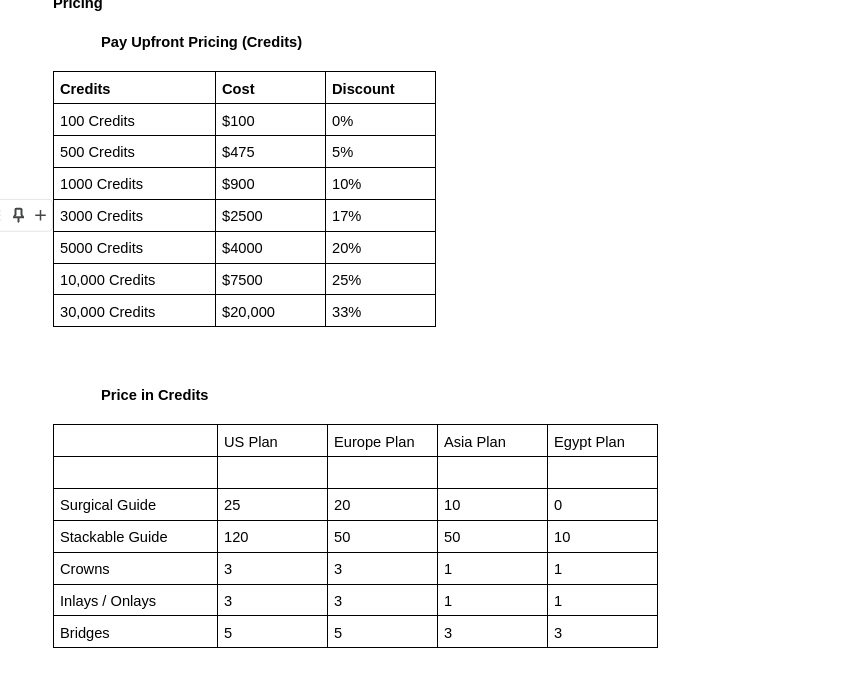 Pricing
Pay Upfront Pricing (Credits)
Credits Cost Discount
100 Credits $100 0%
500 Credits $475 5%
1000 Credits $900 10%
3000 Credits $2500 17%
5000 Credits $4000 20%
10,000 Credits $7500 25%
30,000 Credits $20,000 33%
Price in Credits
US Plan Europe Plan Asia Plan Egypt Plan
Surgical Guide 25 20 10 0
Stackable Guide 120 50 50 10
Crowns 3 3 1 1
Inlays / Onlays 3 3 1 1
Bridges 5 5 3 3